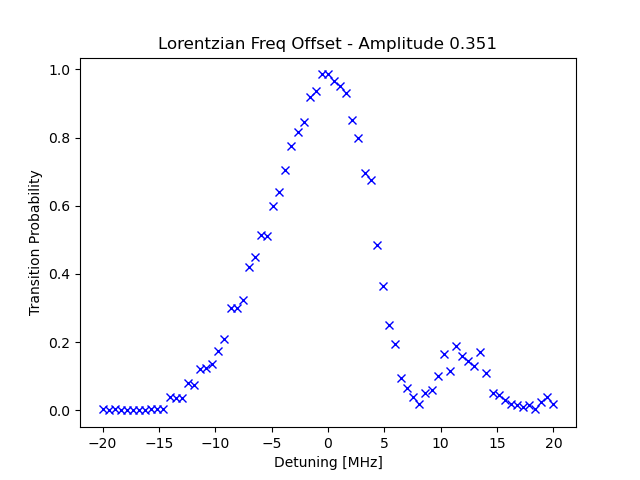 Lorentzian Freq Offset - Amplitude 0.351
1.0
0.8
0.6
0.4
0.2
0.0
Transition Probability
−20 −15 −10 −5 0 5 10 15 20
Detuning [MHz]